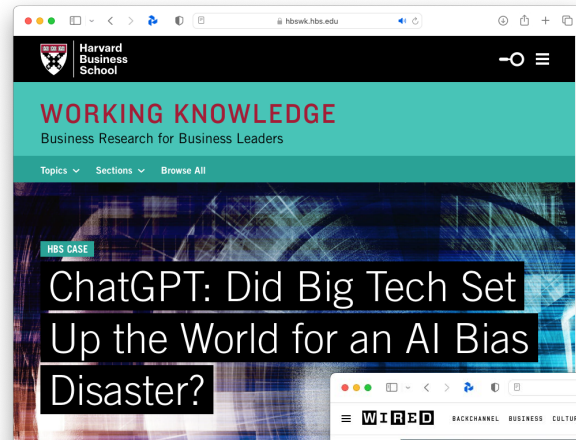 hbswk.hbs.edu
Harvard
Business
School
WORKING KNOWLEDGE
Business Research for Business Leaders
Topics Sections Browse All
HBS CASE
ChatGPT: Did Big Tech Set
Up the World for an AI Bias
Disaster?
WIRED BACKCHANNEL BUSINESS CULTUR